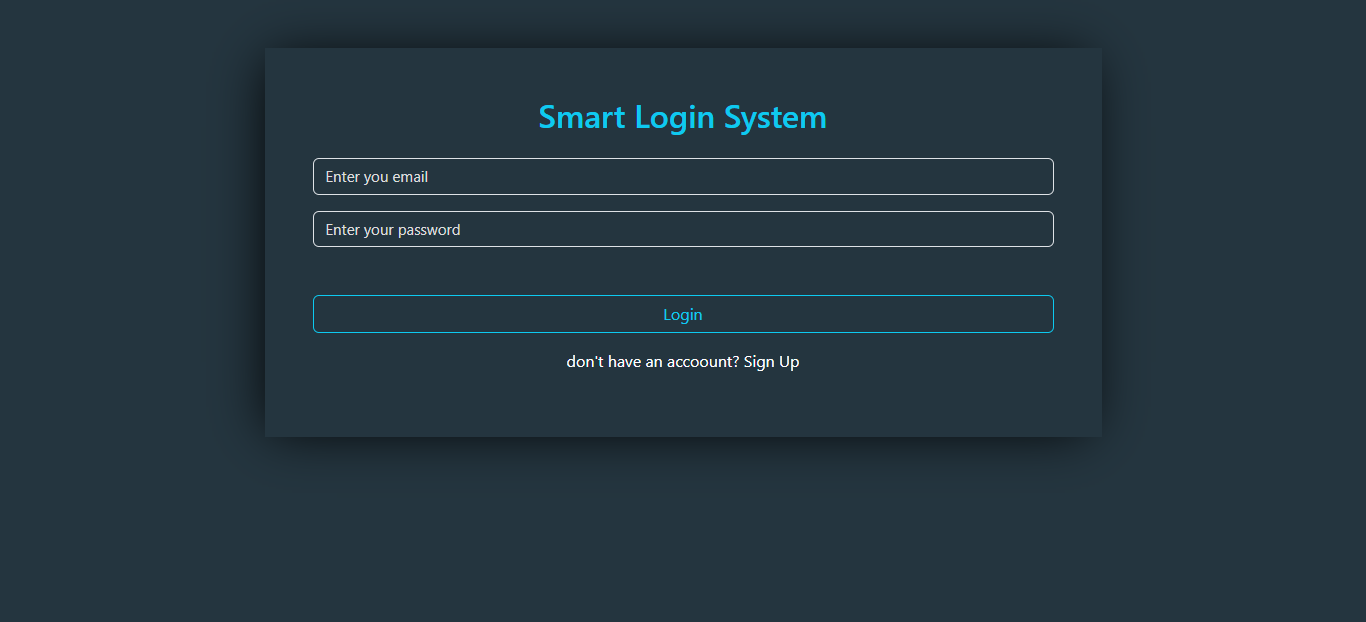 Smart Login System
Enter you email
Enter your password
Login
don't have an accoount? Sign Up